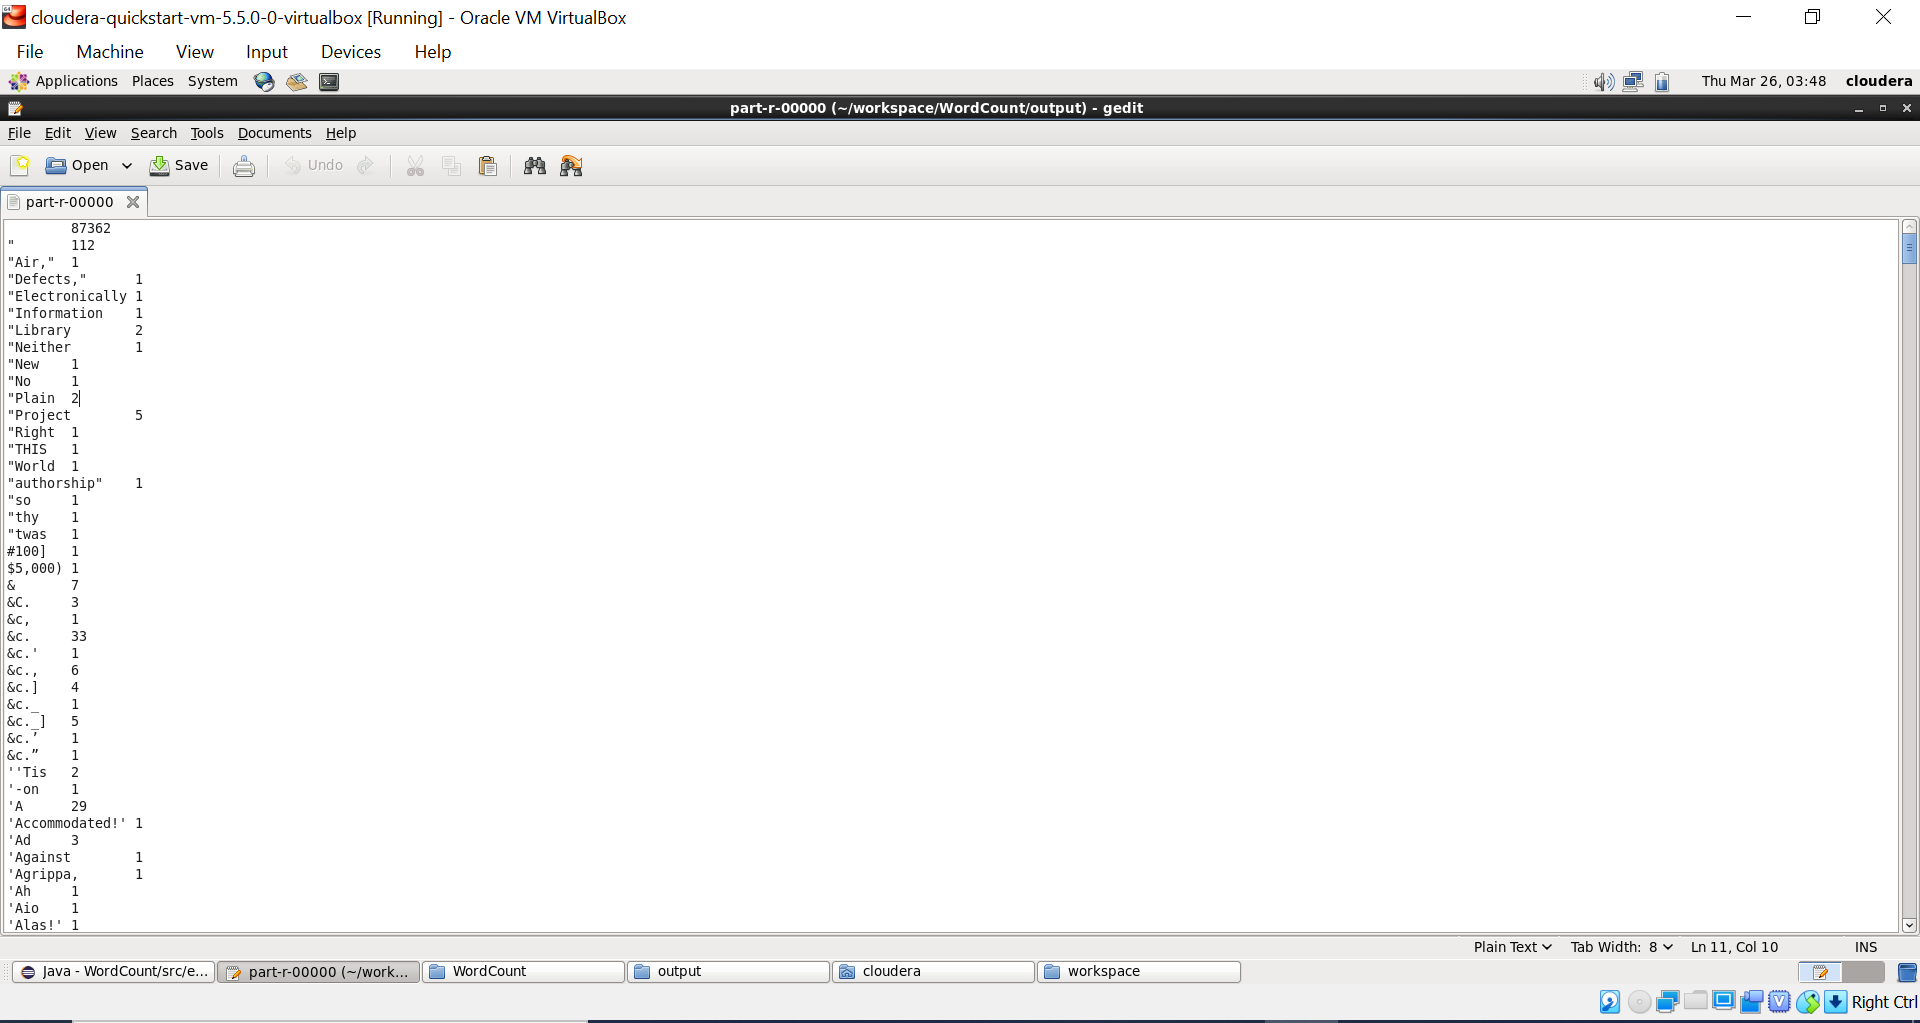 cloudera-quickstart-vm-5.5.0-0-virtualbox [Running] - Oracle VM VirtualBox
File Machine View Input Devices Help
Applications Places System Thu Mar 26, 03:48 cloudera
part-r-00000 (~/workspace/WordCount/output) - gedit
File Edit View Search Tools Documents Help
Open Save Undo
part-r-00000
87362
" 112
"Air," 1
"Defects," 1
"Electronically 1
"Information 1
"Library 2
"Neither 1
"New 1
"No 1
"Plain 2
"Project 5
"Right 1
"THIS 1
"World 1
"authorship" 1
"so 1
"thy 1
"twas 1
#100] 1
$5,000) 1
& 7
&C. 3
&c, 1
&c. 33
&c.' 1
&c., 6
&c.] 4
&c._ 1
&c._] 5
&c.’ 1
&c.” 1
''Tis 2
'-on 1
'A 29
'Accommodated!' 1
'Ad 3
'Against 1
'Agrippa, 1
'Ah 1
'Aio 1
'Alas!' 1
Plain Text Tab Width: 8 Ln 11, Col 10 INS
Java - WordCount/src/e... part-r-00000 (~/work... WordCount output cloudera workspace
Right Ctrl